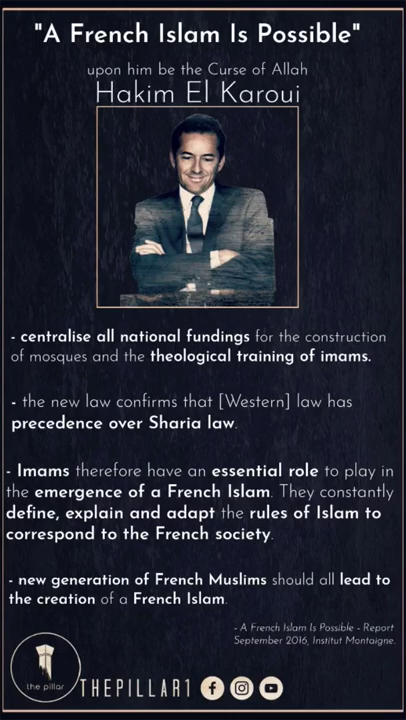 "A French Islam Is Possible"
upon him be the Curse of Allah
Hakim El Karoui
- centralise all national fundings for the construction
of mosques and the theological training of imams.
- the new law confirms that [Western] law has
precedence over Sharia law.
- Imams therefore have an essential role to play in
the emergence of a French Islam. They constantly
define, explain and adapt the rules of Islam to
correspond to the French society.
- new generation of French Muslims should all lead to
the creation of a French Islam.
- A French Islam Is Possible - Report
September 2016, Institut Montaigne.
the pillar
THEPILLAR1